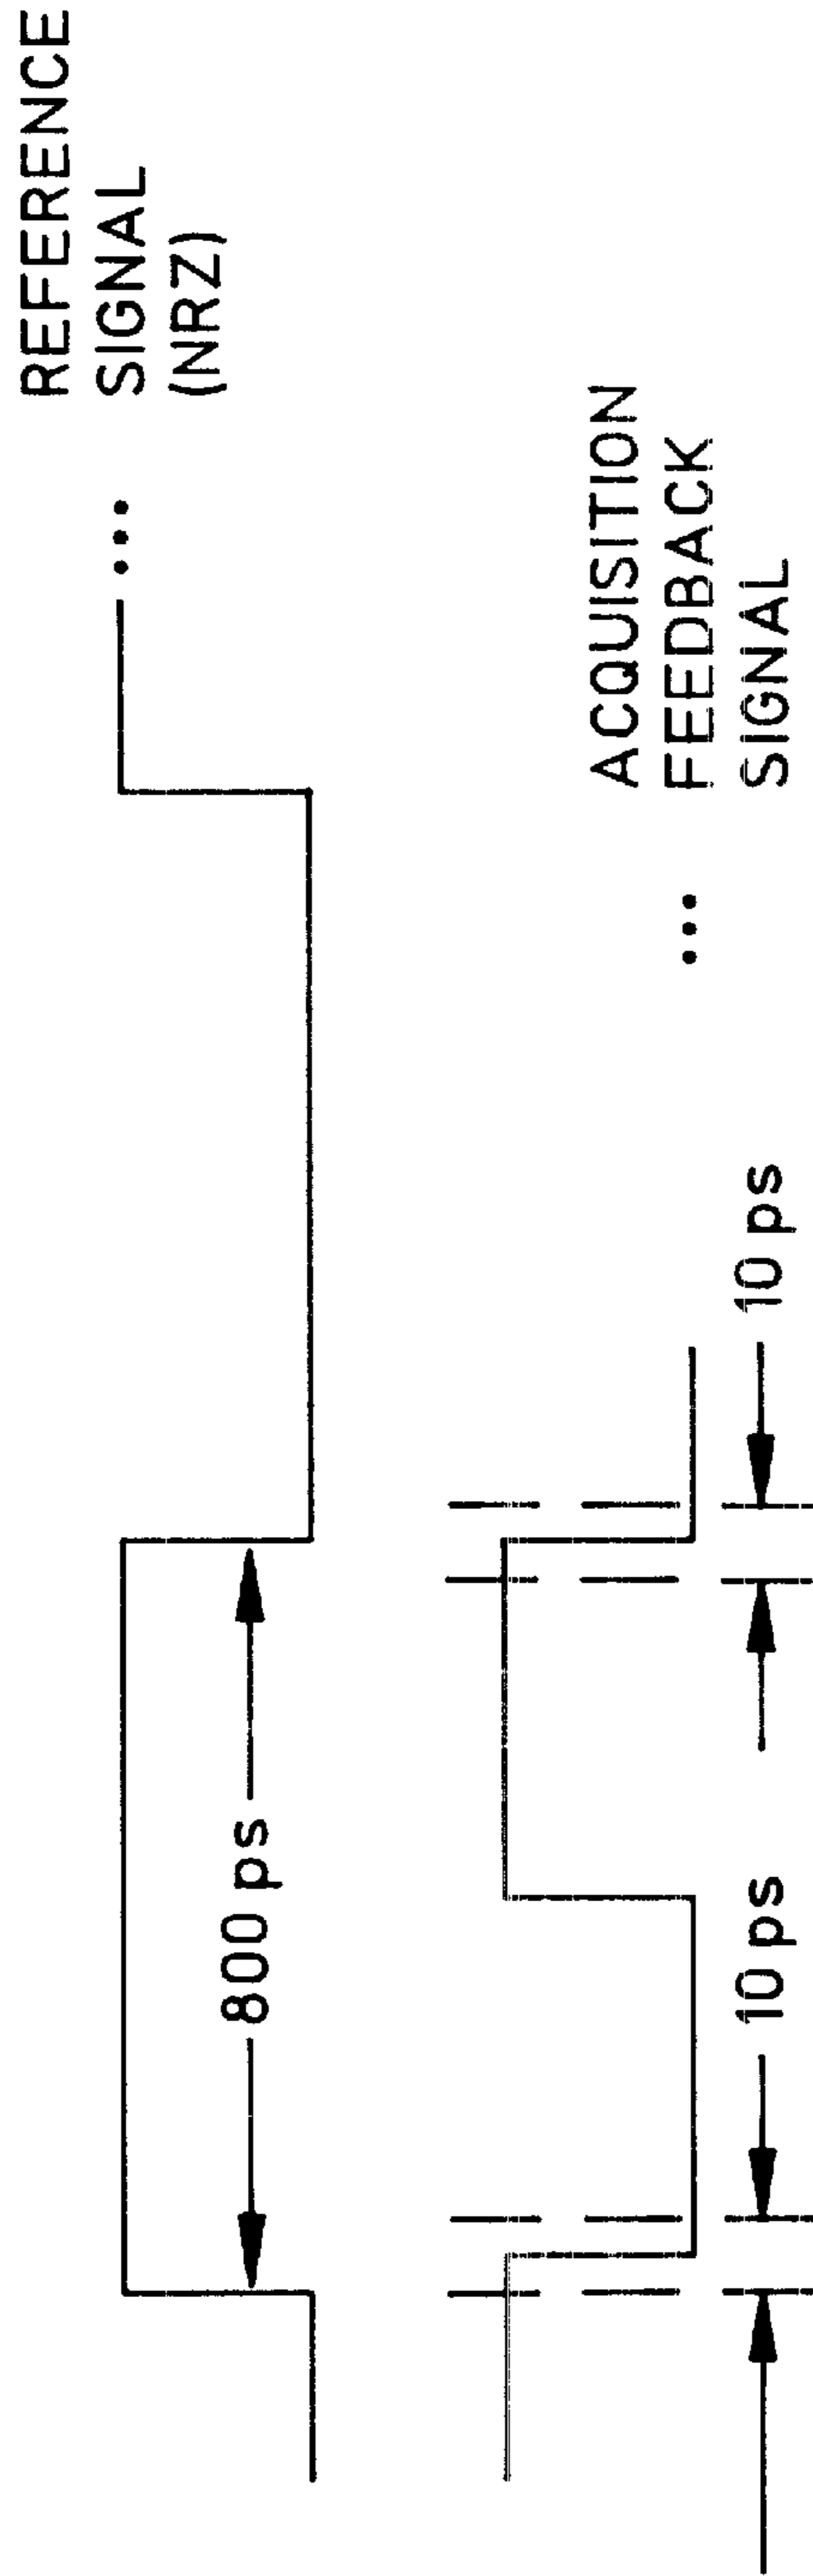 REFERENCE
SIGNAL
(NRZ)
...
800 ps
ACQUISITION
FEEDBACK
SIGNAL
...
10 ps
10 ps